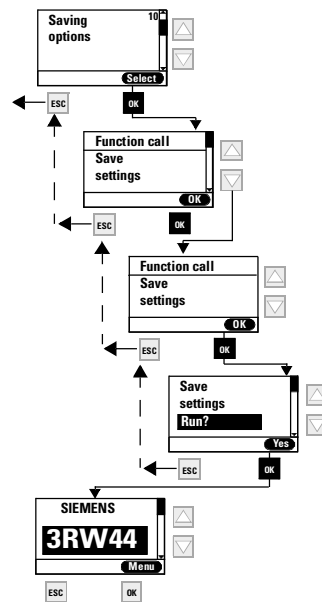 Saving 10
options
Select
ESC OK
Function call
Save
settings
OK
ESC OK
Function call
Save
settings
OK
ESC OK
Save
settings
Run?
Yes
ESC OK
SIEMENS
3RW44
Menu
ESC OK